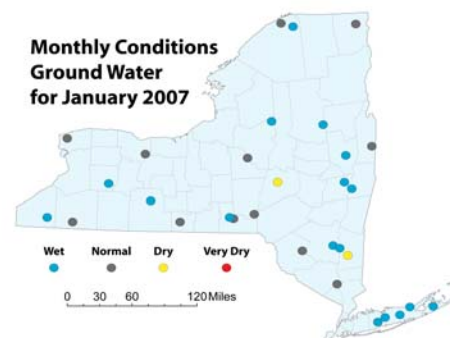 Monthly Conditions
Ground Water
for January 2007
Wet Normal Dry Very Dry
0 30 60 120 Miles